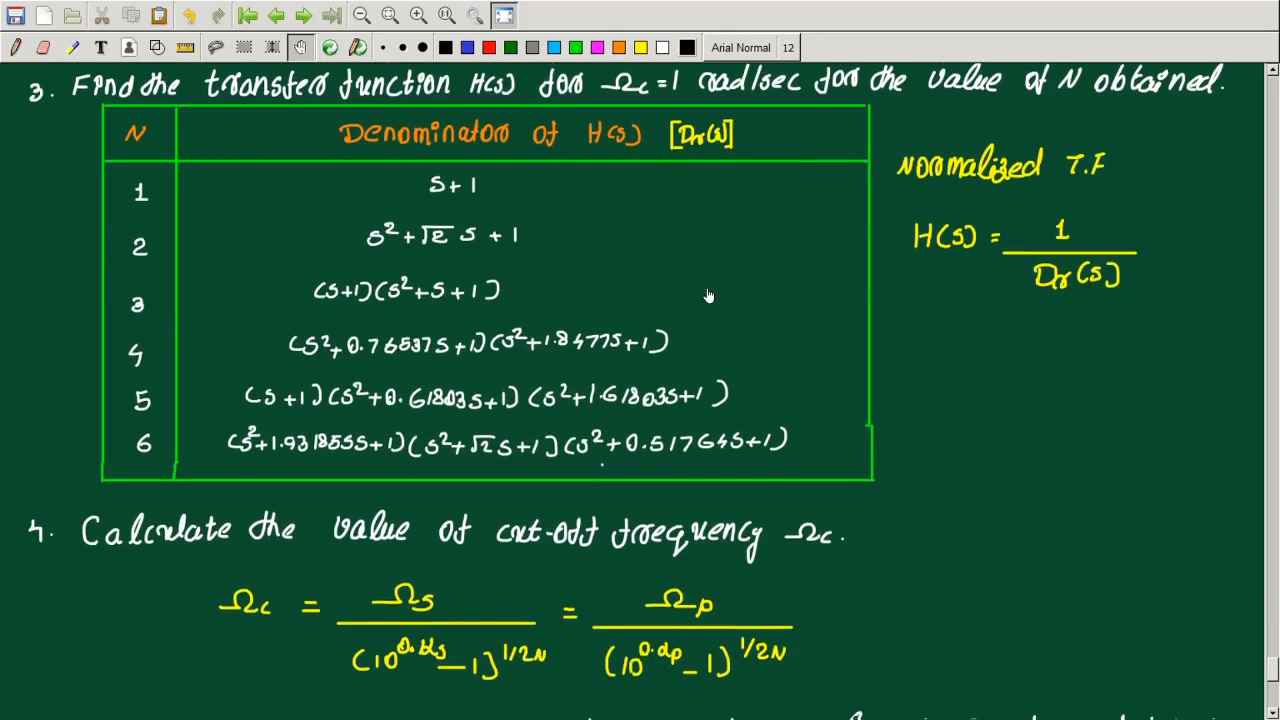 Arial Normal 12
3. Find the transfer function H(s) for Ωc=1 rad/sec for the value of N obtained.
N Denominator of H(s) [Dr(s)]
1 s+1
2 s²+√2 s+1
3 (s+1)(s²+s+1)
4 (s²+0.76537s+1)(s²+1.8477s+1)
5 (s+1)(s²+0.61803s+1)(s²+1.61803s+1)
6 (s²+1.931855s+1)(s²+√2s+1)(s²+0.51764s+1)
Normalized T.F
H(s) = 1 / Dr(s)
4. Calculate the value of cut-off frequency Ωc.
Ωc = Ωs / (10^0.1αs − 1)^1/2N = Ωp / (10^0.αp − 1)^1/2N